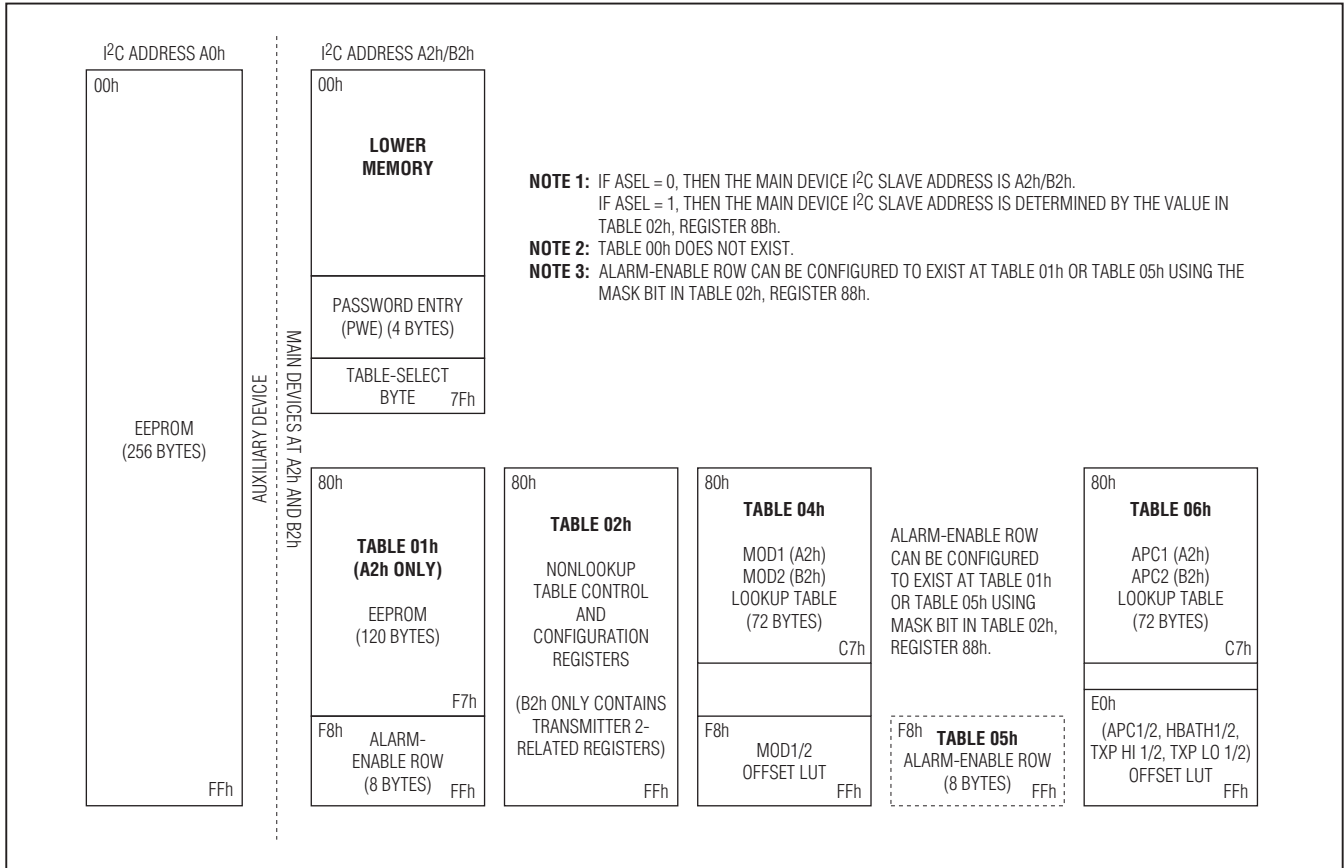 I2C ADDRESS A0h
00h
EEPROM
(256 BYTES)
FFh
AUXILIARY DEVICE
MAIN DEVICES AT A2h AND B2h
I2C ADDRESS A2h/B2h
00h
LOWER
MEMORY
PASSWORD ENTRY
(PWE) (4 BYTES)
TABLE-SELECT
BYTE 7Fh
NOTE 1: IF ASEL = 0, THEN THE MAIN DEVICE I2C SLAVE ADDRESS IS A2h/B2h.
IF ASEL = 1, THEN THE MAIN DEVICE I2C SLAVE ADDRESS IS DETERMINED BY THE VALUE IN
TABLE 02h, REGISTER 8Bh.
NOTE 2: TABLE 00h DOES NOT EXIST.
NOTE 3: ALARM-ENABLE ROW CAN BE CONFIGURED TO EXIST AT TABLE 01h OR TABLE 05h USING THE
MASK BIT IN TABLE 02h, REGISTER 88h.
80h
TABLE 01h
(A2h ONLY)
EEPROM
(120 BYTES)
F7h
F8h
ALARM-
ENABLE ROW
(8 BYTES) FFh
80h
TABLE 02h
NONLOOKUP
TABLE CONTROL
AND
CONFIGURATION
REGISTERS
(B2h ONLY CONTAINS
TRANSMITTER 2-
RELATED REGISTERS)
FFh
80h
TABLE 04h
MOD1 (A2h)
MOD2 (B2h)
LOOKUP TABLE
(72 BYTES)
C7h
F8h
MOD1/2
OFFSET LUT
FFh
ALARM-ENABLE ROW
CAN BE CONFIGURED
TO EXIST AT TABLE 01h
OR TABLE 05h USING
MASK BIT IN TABLE 02h,
REGISTER 88h.
F8h TABLE 05h
ALARM-ENABLE ROW
(8 BYTES) FFh
80h
TABLE 06h
APC1 (A2h)
APC2 (B2h)
LOOKUP TABLE
(72 BYTES)
C7h
E0h
(APC1/2, HBATH1/2,
TXP HI 1/2, TXP LO 1/2)
OFFSET LUT
FFh